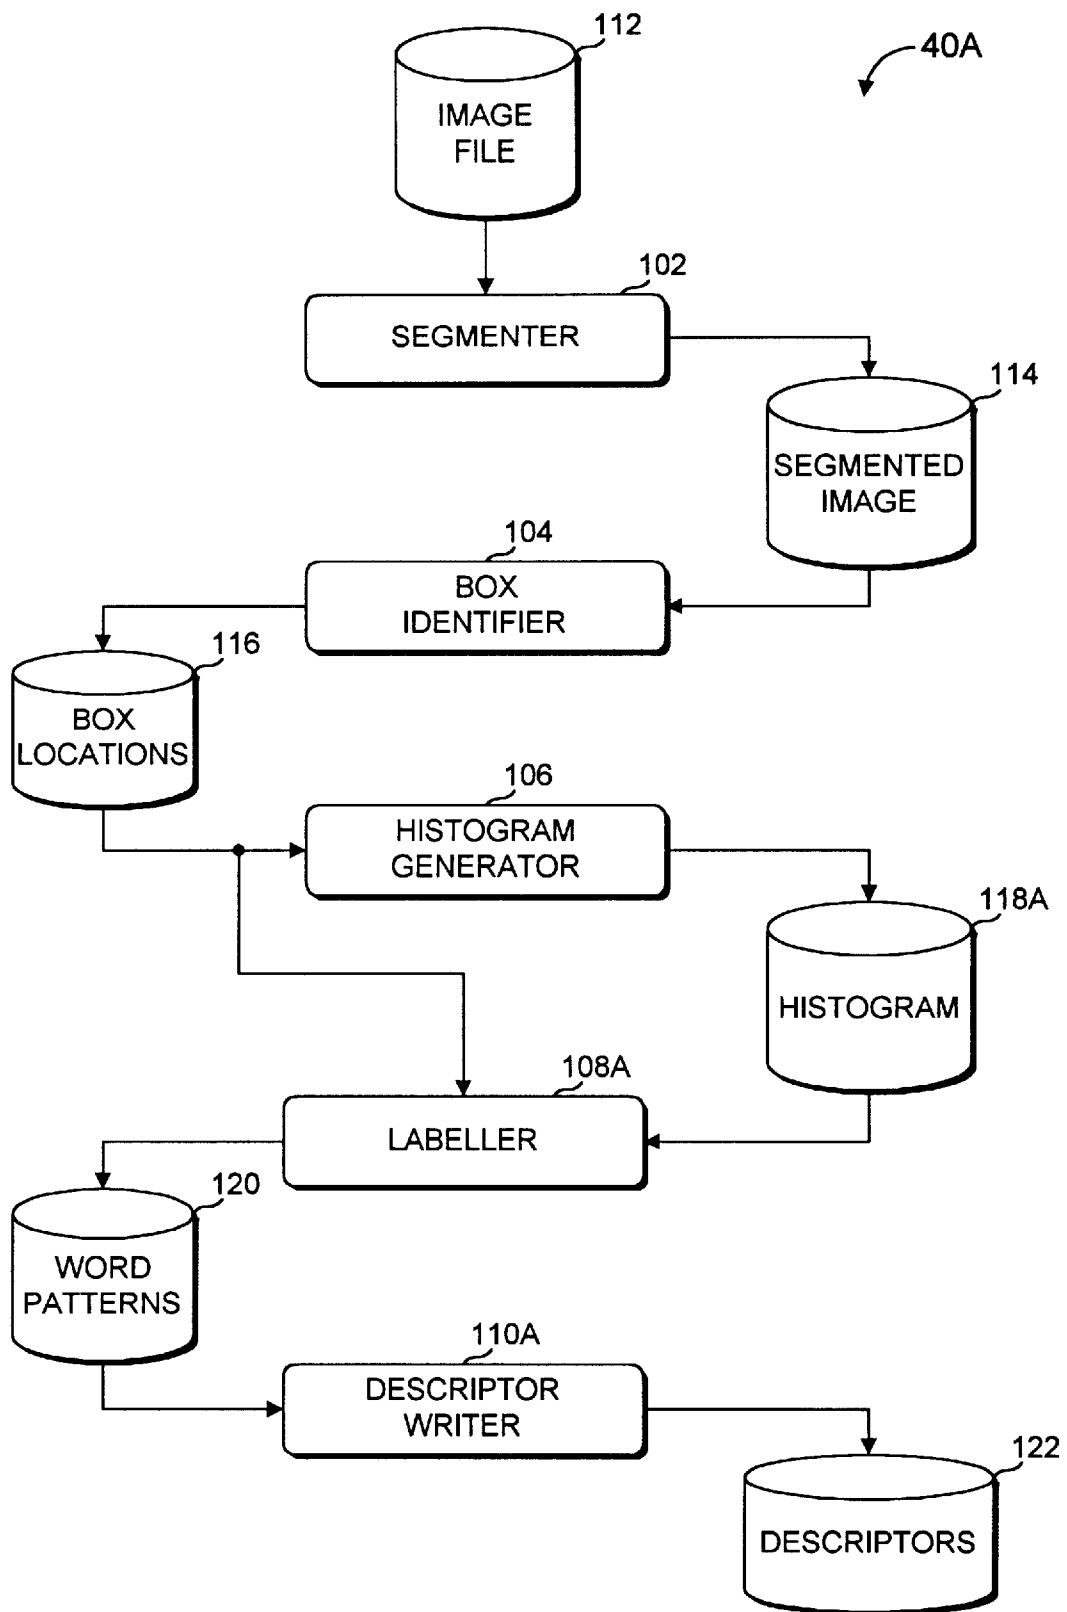 112
40A
IMAGE
FILE
102
SEGMENTER
114
SEGMENTED
IMAGE
104
BOX
IDENTIFIER
116
BOX
LOCATIONS
106
HISTOGRAM
GENERATOR
118A
HISTOGRAM
108A
LABELLER
120
WORD
PATTERNS
110A
DESCRIPTOR
WRITER
122
DESCRIPTORS